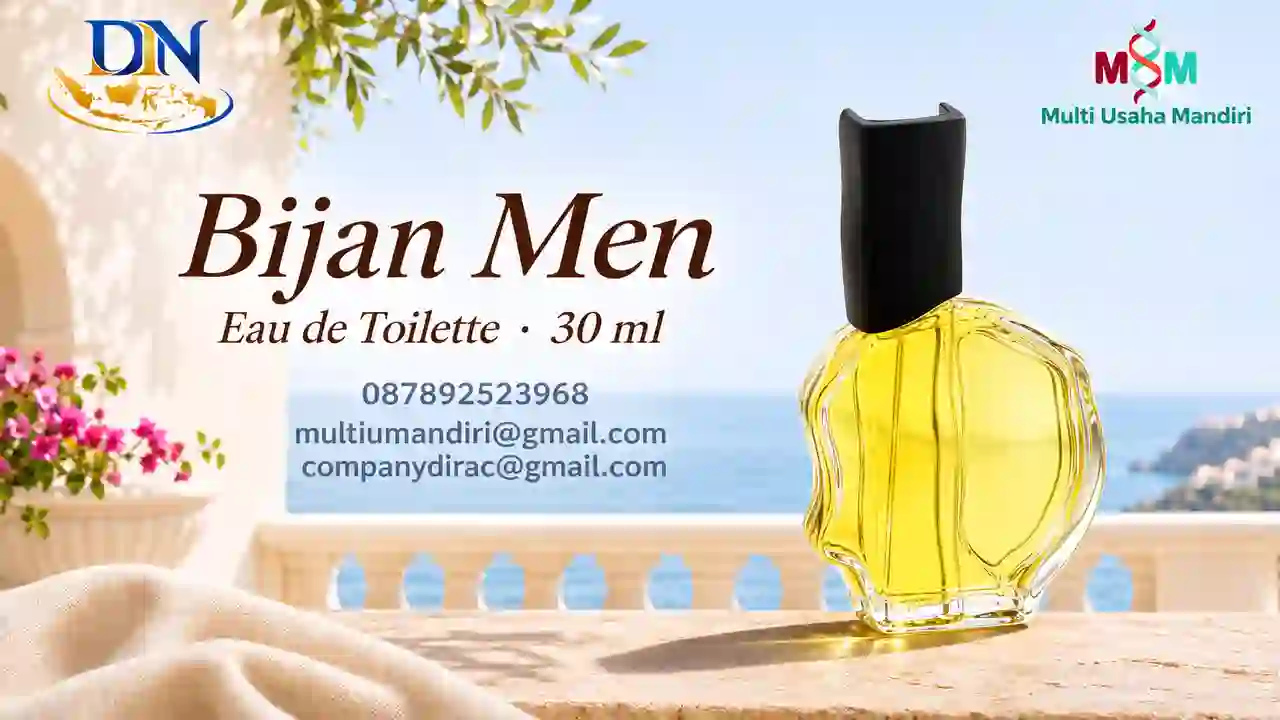 DN
MSM
Multi Usaha Mandiri
Bijan Men
Eau de Toilette · 30 ml
087892523968
multiumandiri@gmail.com
companydirac@gmail.com